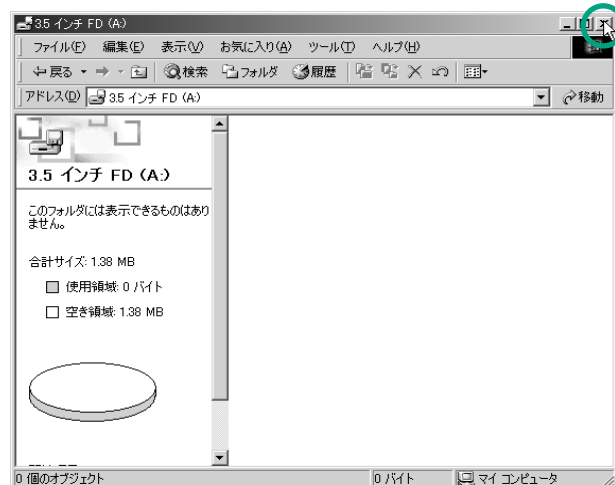 3.5 インチ FD (A:)
ファイル(F) 編集(E) 表示(V) お気に入り(A) ツール(T) ヘルプ(H)
戻る 検索 フォルダ 履歴
アドレス(D) 3.5 インチ FD (A:) 移動
3.5 インチ FD (A:)
このフォルダには表示できるものはあり
ません。
合計サイズ: 1.38 MB
使用領域: 0 バイト
空き領域: 1.38 MB
0 個のオブジェクト 0 バイト マイ コンピュータ